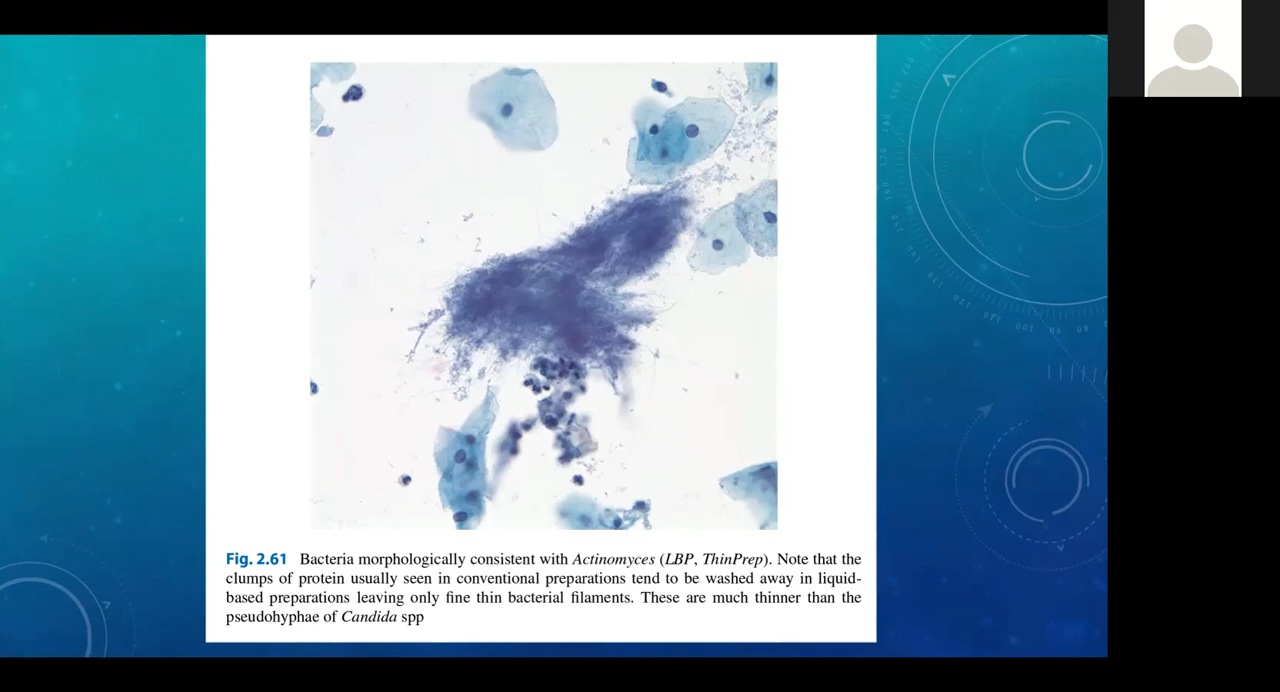 Fig. 2.61 Bacteria morphologically consistent with Actinomyces (LBP, ThinPrep). Note that the
clumps of protein usually seen in conventional preparations tend to be washed away in liquid-
based preparations leaving only fine thin bacterial filaments. These are much thinner than the
pseudohyphae of Candida spp